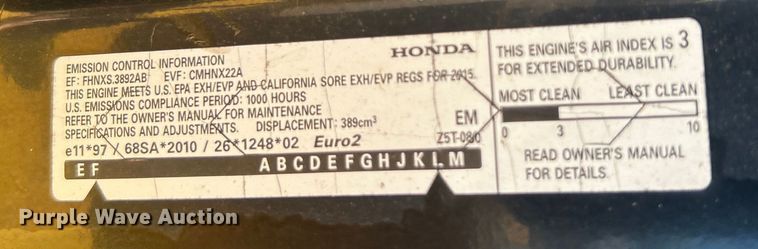 EMISSION CONTROL INFORMATION
HONDA
EF: FHNXS.3892AB EVF: CMHNX22A
THIS ENGINE MEETS U.S. EPA EXH/EVP AND CALIFORNIA SORE EXH/EVP REGS FOR 2015.
U.S. EMISSIONS COMPLIANCE PERIOD: 1000 HOURS
REFER TO THE OWNER'S MANUAL FOR MAINTENANCE
SPECIFICATIONS AND ADJUSTMENTS. DISPLACEMENT: 389cm³
EM
e11*97 / 68SA*2010 / 26*1248*02 Euro2
Z5T-080
E F A B C D E F G H J K L M
THIS ENGINE'S AIR INDEX IS 3
FOR EXTENDED DURABILITY.
MOST CLEAN LEAST CLEAN
0 3 10
READ OWNER'S MANUAL
FOR DETAILS.
Purple Wave Auction